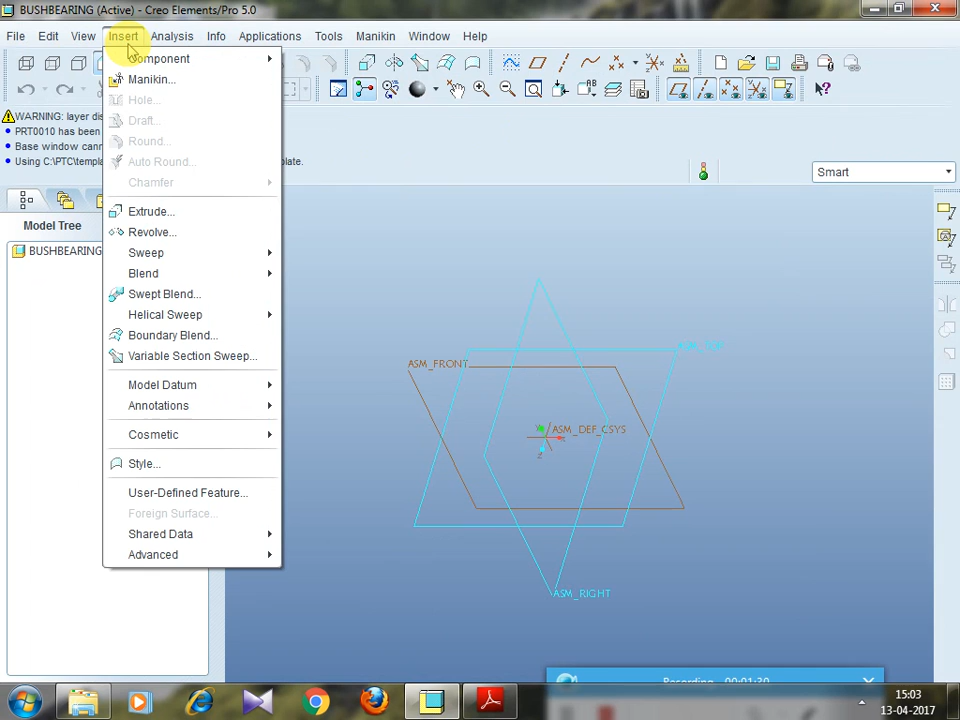 BUSHBEARING (Active) - Creo Elements/Pro 5.0
File Edit View Insert Analysis Info Applications Tools Manikin Window Help
WARNING: layer dis
PRT0010 has been
Base window cann
Using C:\PTC\templa
plate.
Smart
Model Tree
BUSHBEARING
Component
Manikin...
Hole...
Draft...
Round...
Auto Round...
Chamfer
Extrude...
Revolve...
Sweep
Blend
Swept Blend...
Helical Sweep
Boundary Blend...
Variable Section Sweep...
Model Datum
Annotations
Cosmetic
Style...
User-Defined Feature...
Foreign Surface...
Shared Data
Advanced
ASM_FRONT
ASM_DEF_CSYS
ASM_RIGHT
Recording... 00:01:30
15:03
13-04-2017